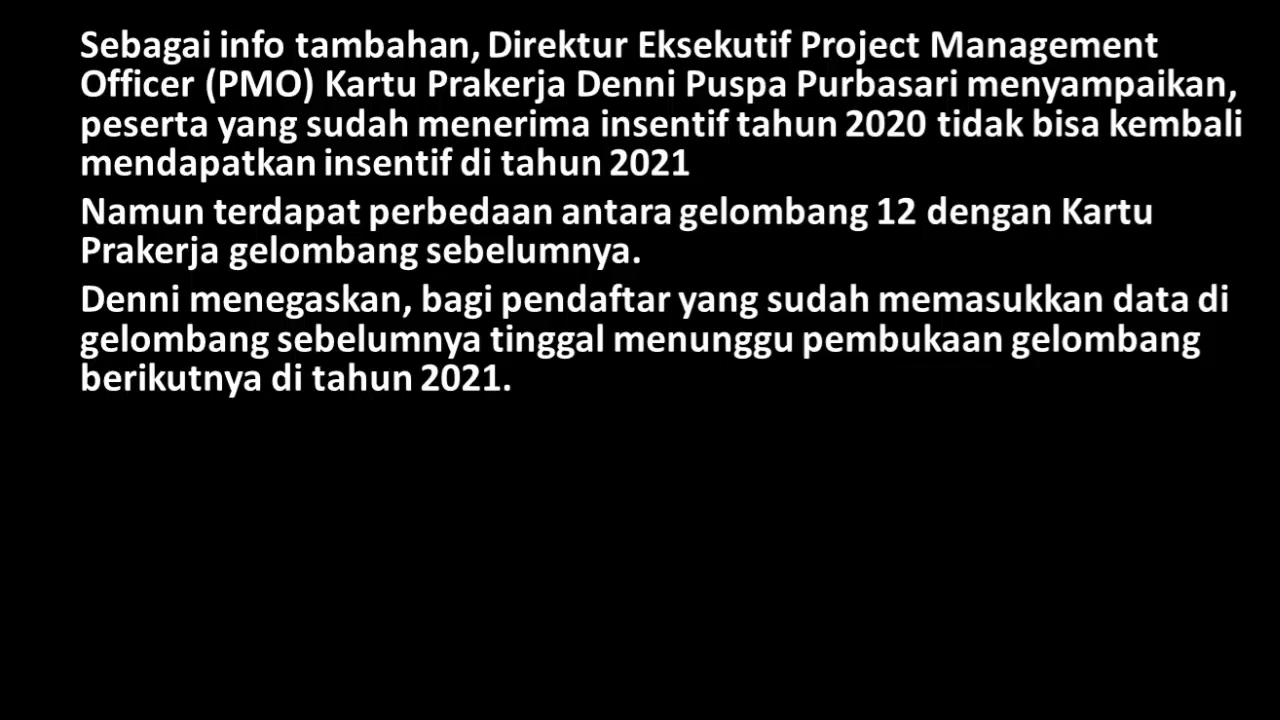 Sebagai info tambahan, Direktur Eksekutif Project Management
Officer (PMO) Kartu Prakerja Denni Puspa Purbasari menyampaikan,
peserta yang sudah menerima insentif tahun 2020 tidak bisa kembali
mendapatkan insentif di tahun 2021
Namun terdapat perbedaan antara gelombang 12 dengan Kartu
Prakerja gelombang sebelumnya.
Denni menegaskan, bagi pendaftar yang sudah memasukkan data di
gelombang sebelumnya tinggal menunggu pembukaan gelombang
berikutnya di tahun 2021.